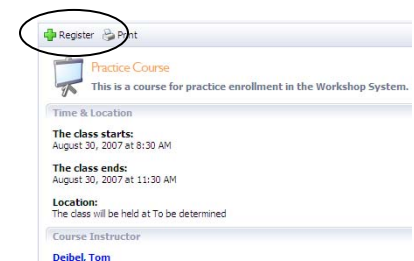 Register Print
Practice Course
This is a course for practice enrollment in the Workshop System.
Time & Location
The class starts:
August 30, 2007 at 8:30 AM
The class ends:
August 30, 2007 at 11:30 AM
Location:
The class will be held at To be determined
Course Instructor
Deibel, Tom